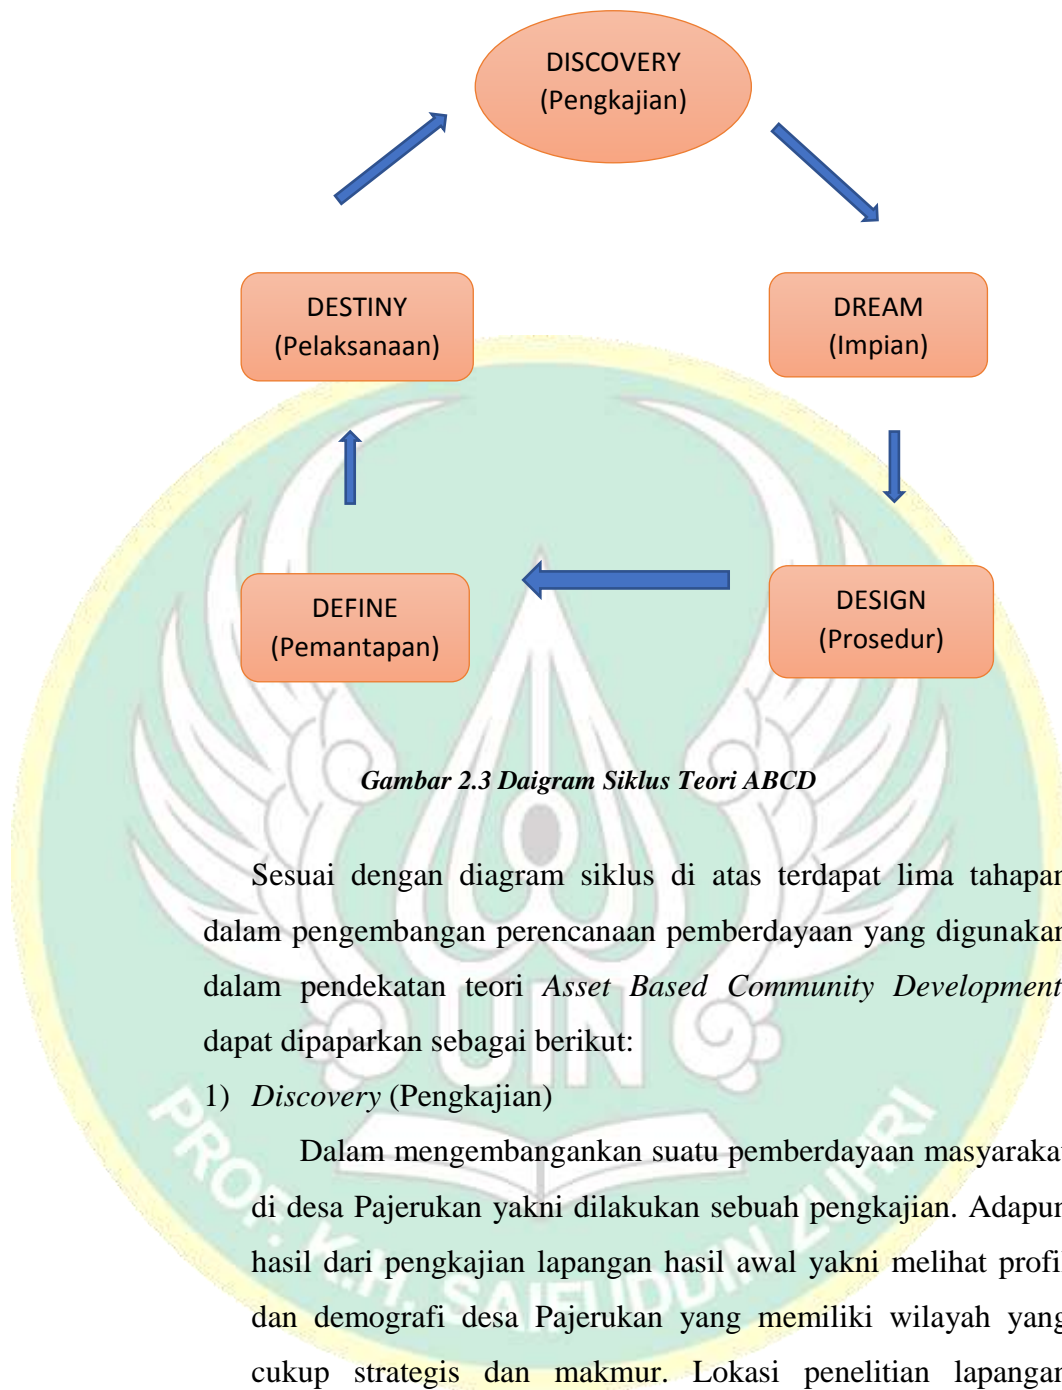 DISCOVERY
(Pengkajian)
DESTINY
(Pelaksanaan)
DREAM
(Impian)
DEFINE
(Pemantapan)
DESIGN
(Prosedur)
Gambar 2.3 Daigram Siklus Teori ABCD
Sesuai dengan diagram siklus di atas terdapat lima tahapan
dalam pengembangan perencanaan pemberdayaan yang digunakan
dalam pendekatan teori Asset Based Community Development
dapat dipaparkan sebagai berikut:
1) Discovery (Pengkajian)
Dalam mengembangankan suatu pemberdayaan masyarakat
di desa Pajerukan yakni dilakukan sebuah pengkajian. Adapun
hasil dari pengkajian lapangan hasil awal yakni melihat profil
dan demografi desa Pajerukan yang memiliki wilayah yang
cukup strategis dan makmur. Lokasi penelitian lapangan
UIN
PROF. K.H. SAIFUDDIN ZUHRI